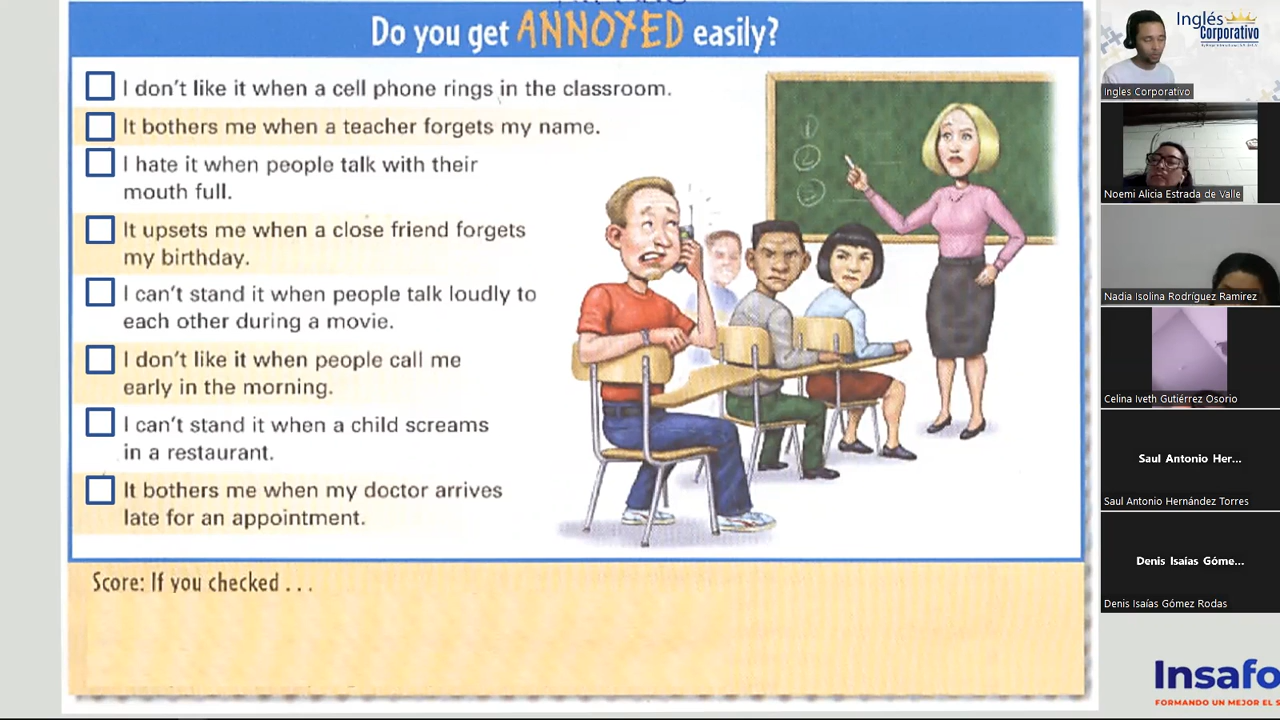 Do you get ANNOYED easily?
I don't like it when a cell phone rings in the classroom.
It bothers me when a teacher forgets my name.
I hate it when people talk with their
mouth full.
It upsets me when a close friend forgets
my birthday.
I can't stand it when people talk loudly to
each other during a movie.
I don't like it when people call me
early in the morning.
I can't stand it when a child screams
in a restaurant.
It bothers me when my doctor arrives
late for an appointment.
Score: If you checked . . .
1
2
3
Inglés
Corporativo
Ingles Corporativo
Noemi Alicia Estrada de Valle
Nadia Isolina Rodríguez Ramirez
Celina Iveth Gutiérrez Osorio
Saul Antonio Her...
Saul Antonio Hernández Torres
Denis Isaías Góme...
Denis Isaías Gómez Rodas
Insafo
FORMANDO UN MEJOR EL S